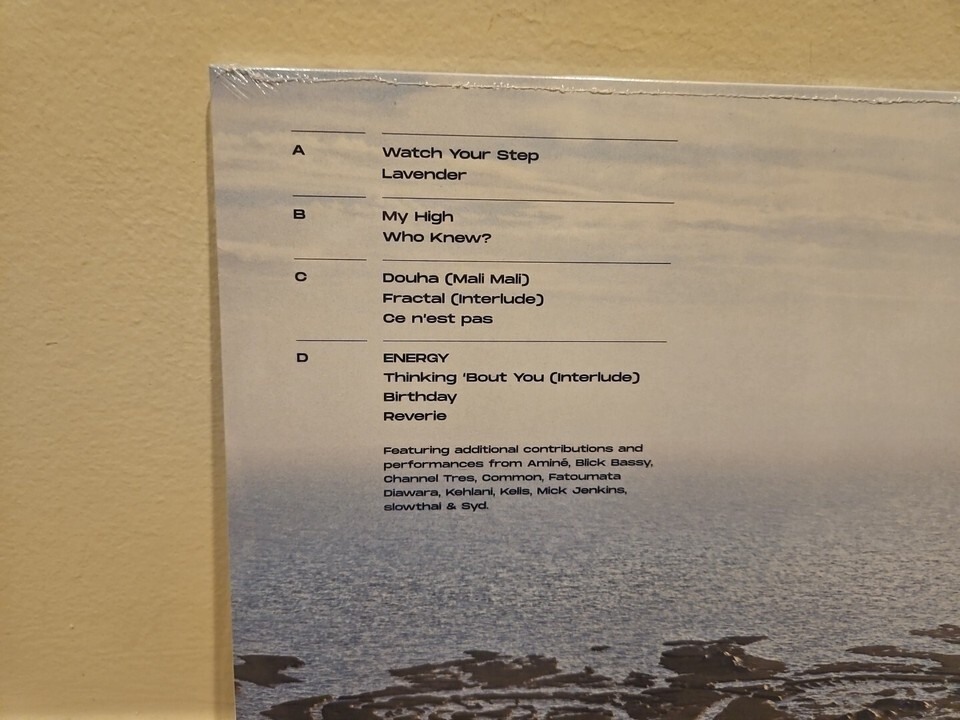 A
Watch Your Step
Lavender
B
My High
Who Knew?
C
Douha (Mali Mali)
Fractal (Interlude)
Ce n'est pas
D
ENERGY
Thinking ‘Bout You (Interlude)
Birthday
Reverie
Featuring additional contributions and
performances from Aminé, Blick Bassy,
Channel Tres, Common, Fatoumata
Diawara, Kehlani, Kelis, Mick Jenkins,
slowthai & Syd.